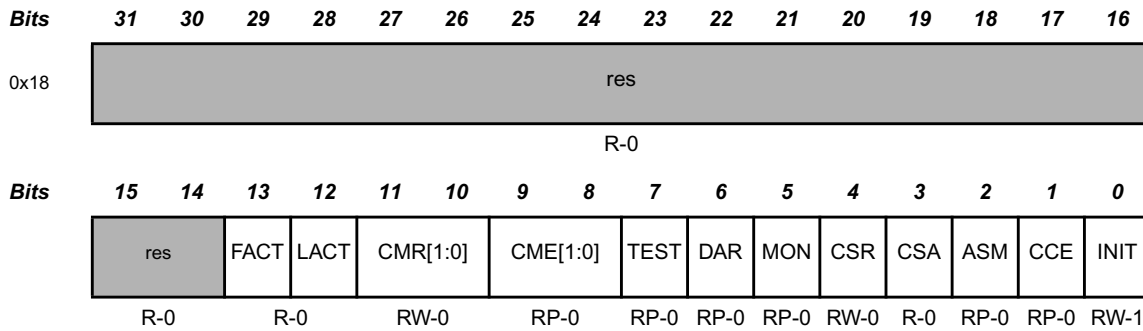 Bits 31 30 29 28 27 26 25 24 23 22 21 20 19 18 17 16
0x18 res
R-0
Bits 15 14 13 12 11 10 9 8 7 6 5 4 3 2 1 0
res FACT LACT CMR[1:0] CME[1:0] TEST DAR MON CSR CSA ASM CCE INIT
R-0 R-0 RW-0 RP-0 RP-0 RP-0 RP-0 RW-0 R-0 RP-0 RP-0 RW-1